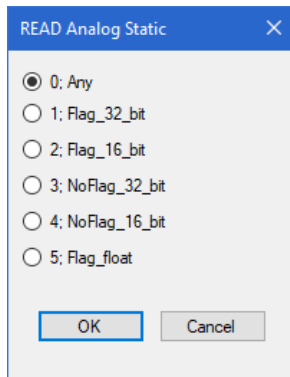 READ Analog Static
0; Any
1; Flag_32_bit
2; Flag_16_bit
3; NoFlag_32_bit
4; NoFlag_16_bit
5; Flag_float
OK Cancel